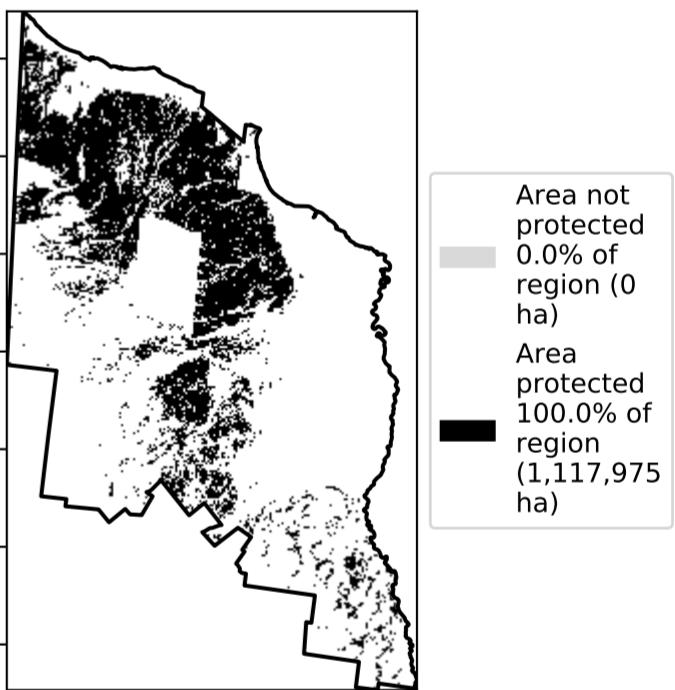 Area not
protected
0.0% of
region (0
ha)
Area
protected
100.0% of
region
(1,117,975
ha)